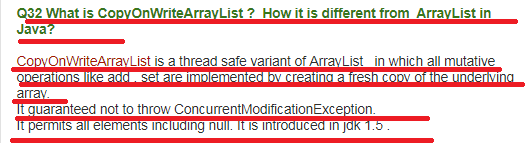 Q32 What is CopyOnWriteArrayList ?  How it is different from  ArrayList in
Java?
CopyOnWriteArrayList is a thread safe variant of ArrayList   in which all mutative
operations like add , set are implemented by creating a fresh copy of the underlying
array.
It guaranteed not to throw ConcurrentModificationException.
It permits all elements including null. It is introduced in jdk 1.5 .